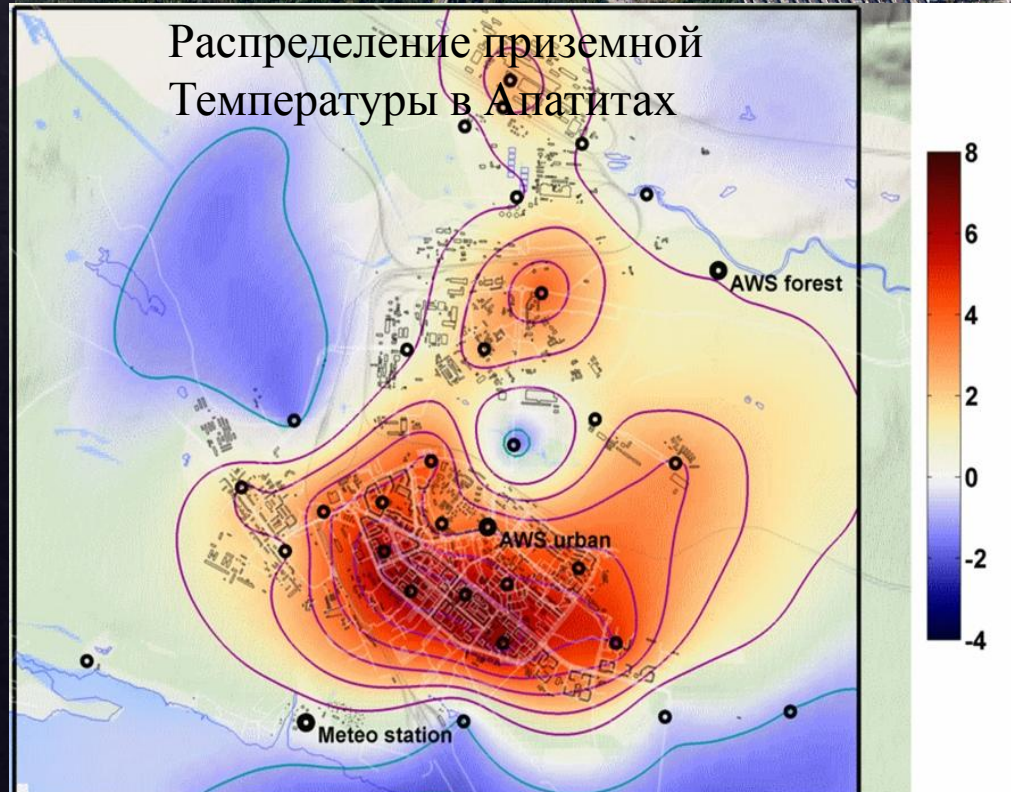 Распределение приземной
Температуры в Апатитах
8
6
AWS forest
4
2
0
AWS urban
-2
-4
Meteo station